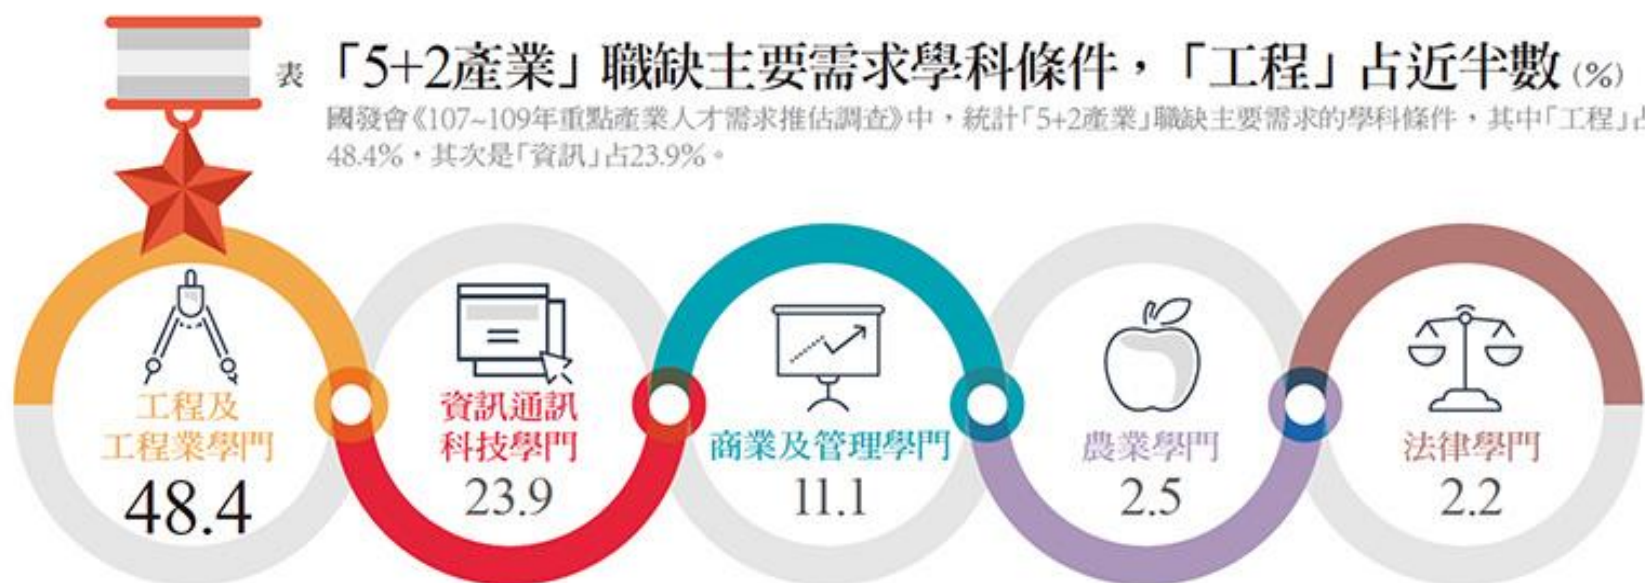 表 「5+2產業」職缺主要需求學科條件，「工程」占近半數 (%)
國發會《107~109年重點產業人才需求推估調查》中，統計「5+2產業」職缺主要需求的學科條件，其中「工程」占
48.4%，其次是「資訊」占23.9%。
工程及
工程業學門
48.4
資訊通訊
科技學門
23.9
商業及管理學門
11.1
農業學門
2.5
法律學門
2.2